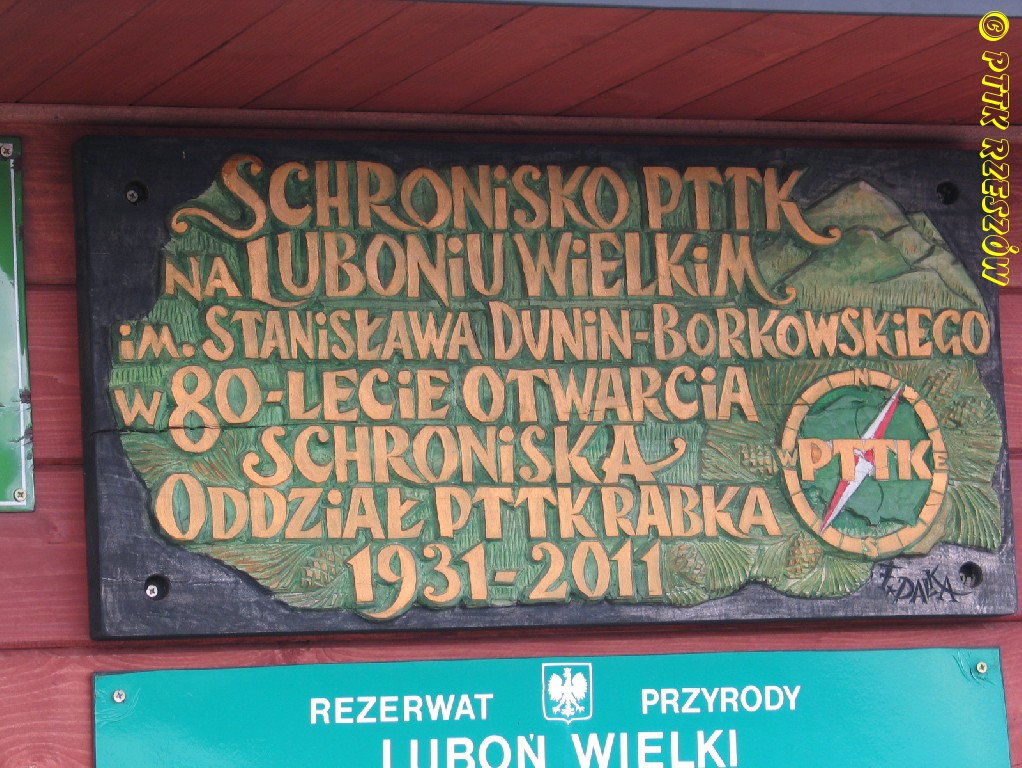 SCHRONiSKO PTTK
NA LUBONiU WiELKiM
iM. STANiSŁAWA DUNiN-BORKOWSKiEGO
W 80-LECiE OTWARCiA
SCHRONiSKA
ODDZiAŁ PTTK RABKA
1931-2011
N
W PTTK E
S
E. DALKA
REZERWAT PRZYRODY
LUBOŃ WIELKI
© PTTK RZESZÓW